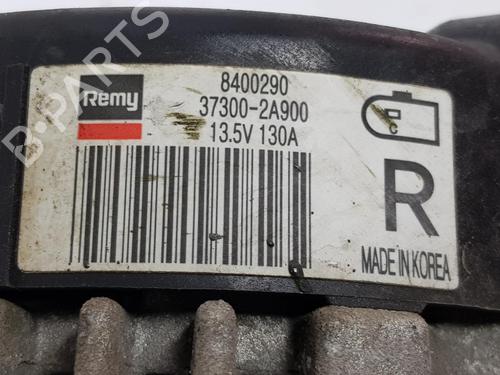 Remy
8400290
37300-2A900
13.5V 130A
C
R
MADE IN KOREA
B-PARTS